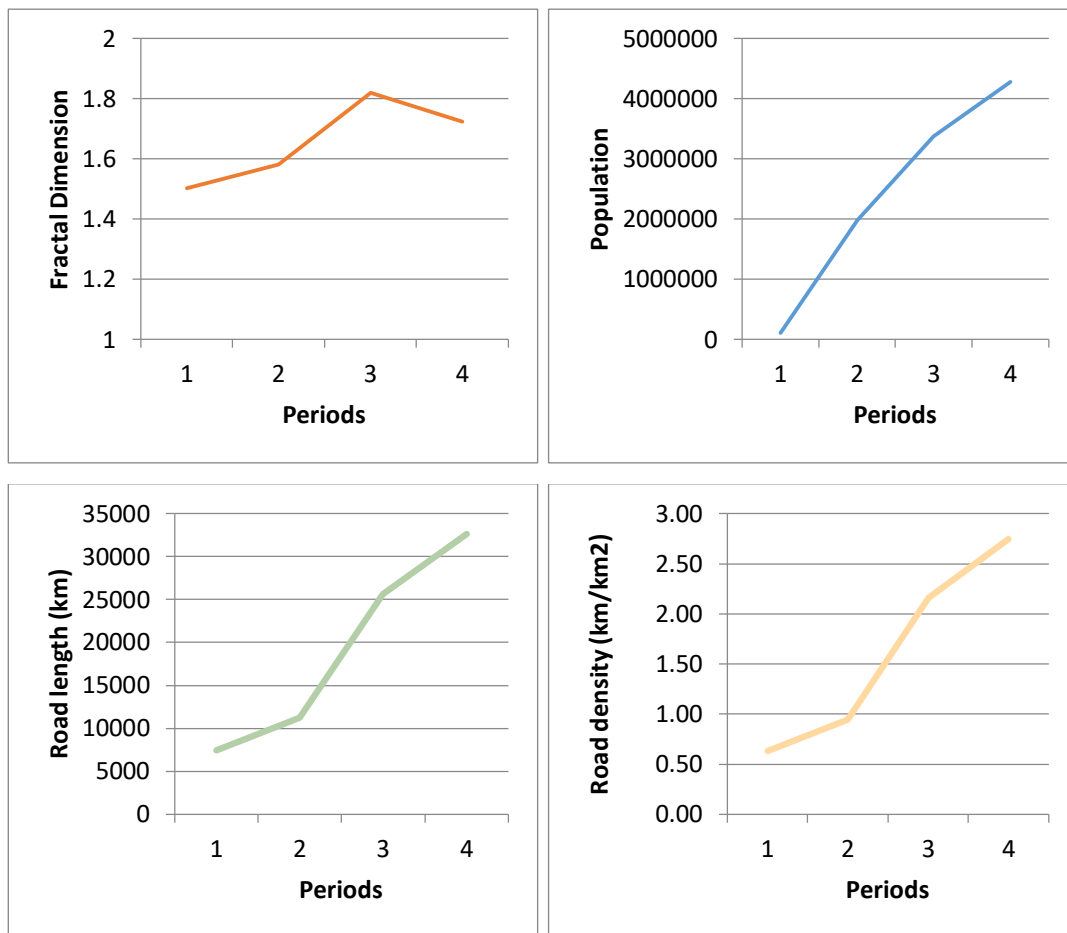 Fractal Dimension
2
1.8
1.6
1.4
1.2
1
1 2 3 4
Periods
Population
5000000
4000000
3000000
2000000
1000000
0
1 2 3 4
Periods
Road length (km)
35000
30000
25000
20000
15000
10000
5000
0
1 2 3 4
Periods
Road density (km/km2)
3.00
2.50
2.00
1.50
1.00
0.50
0.00
1 2 3 4
Periods